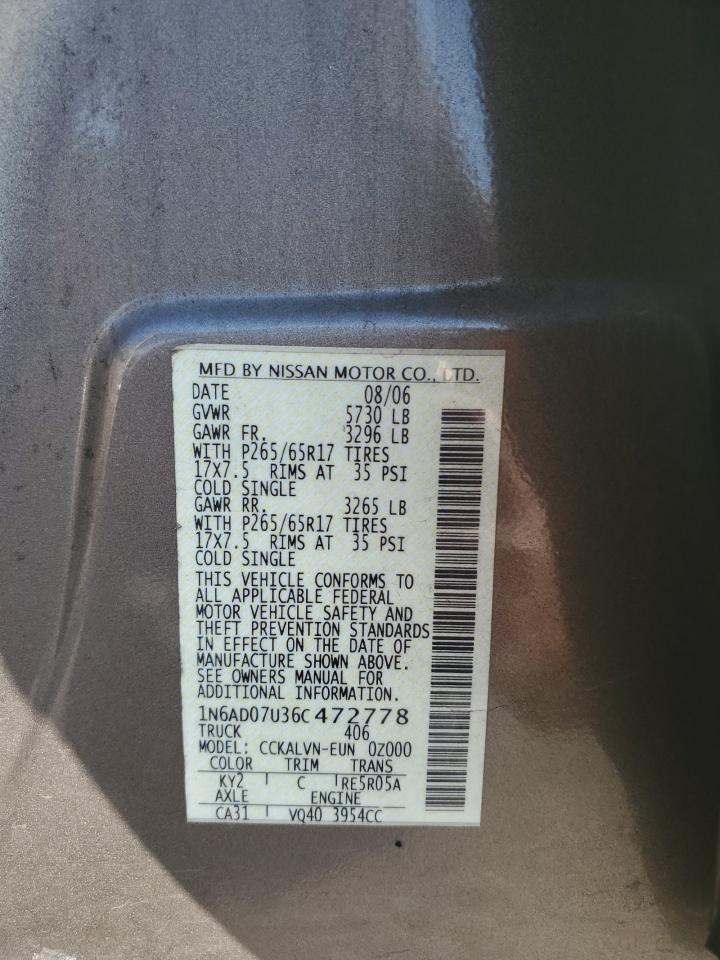 MFD BY NISSAN MOTOR CO., LTD.
DATE 08/06
GVWR 5730 LB
GAWR FR. 3296 LB
WITH P265/65R17 TIRES
17X7.5 RIMS AT 35 PSI
COLD SINGLE
GAWR RR. 3265 LB
WITH P265/65R17 TIRES
17X7.5 RIMS AT 35 PSI
COLD SINGLE
THIS VEHICLE CONFORMS TO
ALL APPLICABLE FEDERAL
MOTOR VEHICLE SAFETY AND
THEFT PREVENTION STANDARDS
IN EFFECT ON THE DATE OF
MANUFACTURE SHOWN ABOVE.
SEE OWNERS MANUAL FOR
ADDITIONAL INFORMATION.
1N6AD07U36C472778
TRUCK 406
MODEL: CCKALVN-EUN 0Z000
COLOR TRIM TRANS
KY2 C RE5R05A
AXLE ENGINE
CA31 VQ40 3954CC